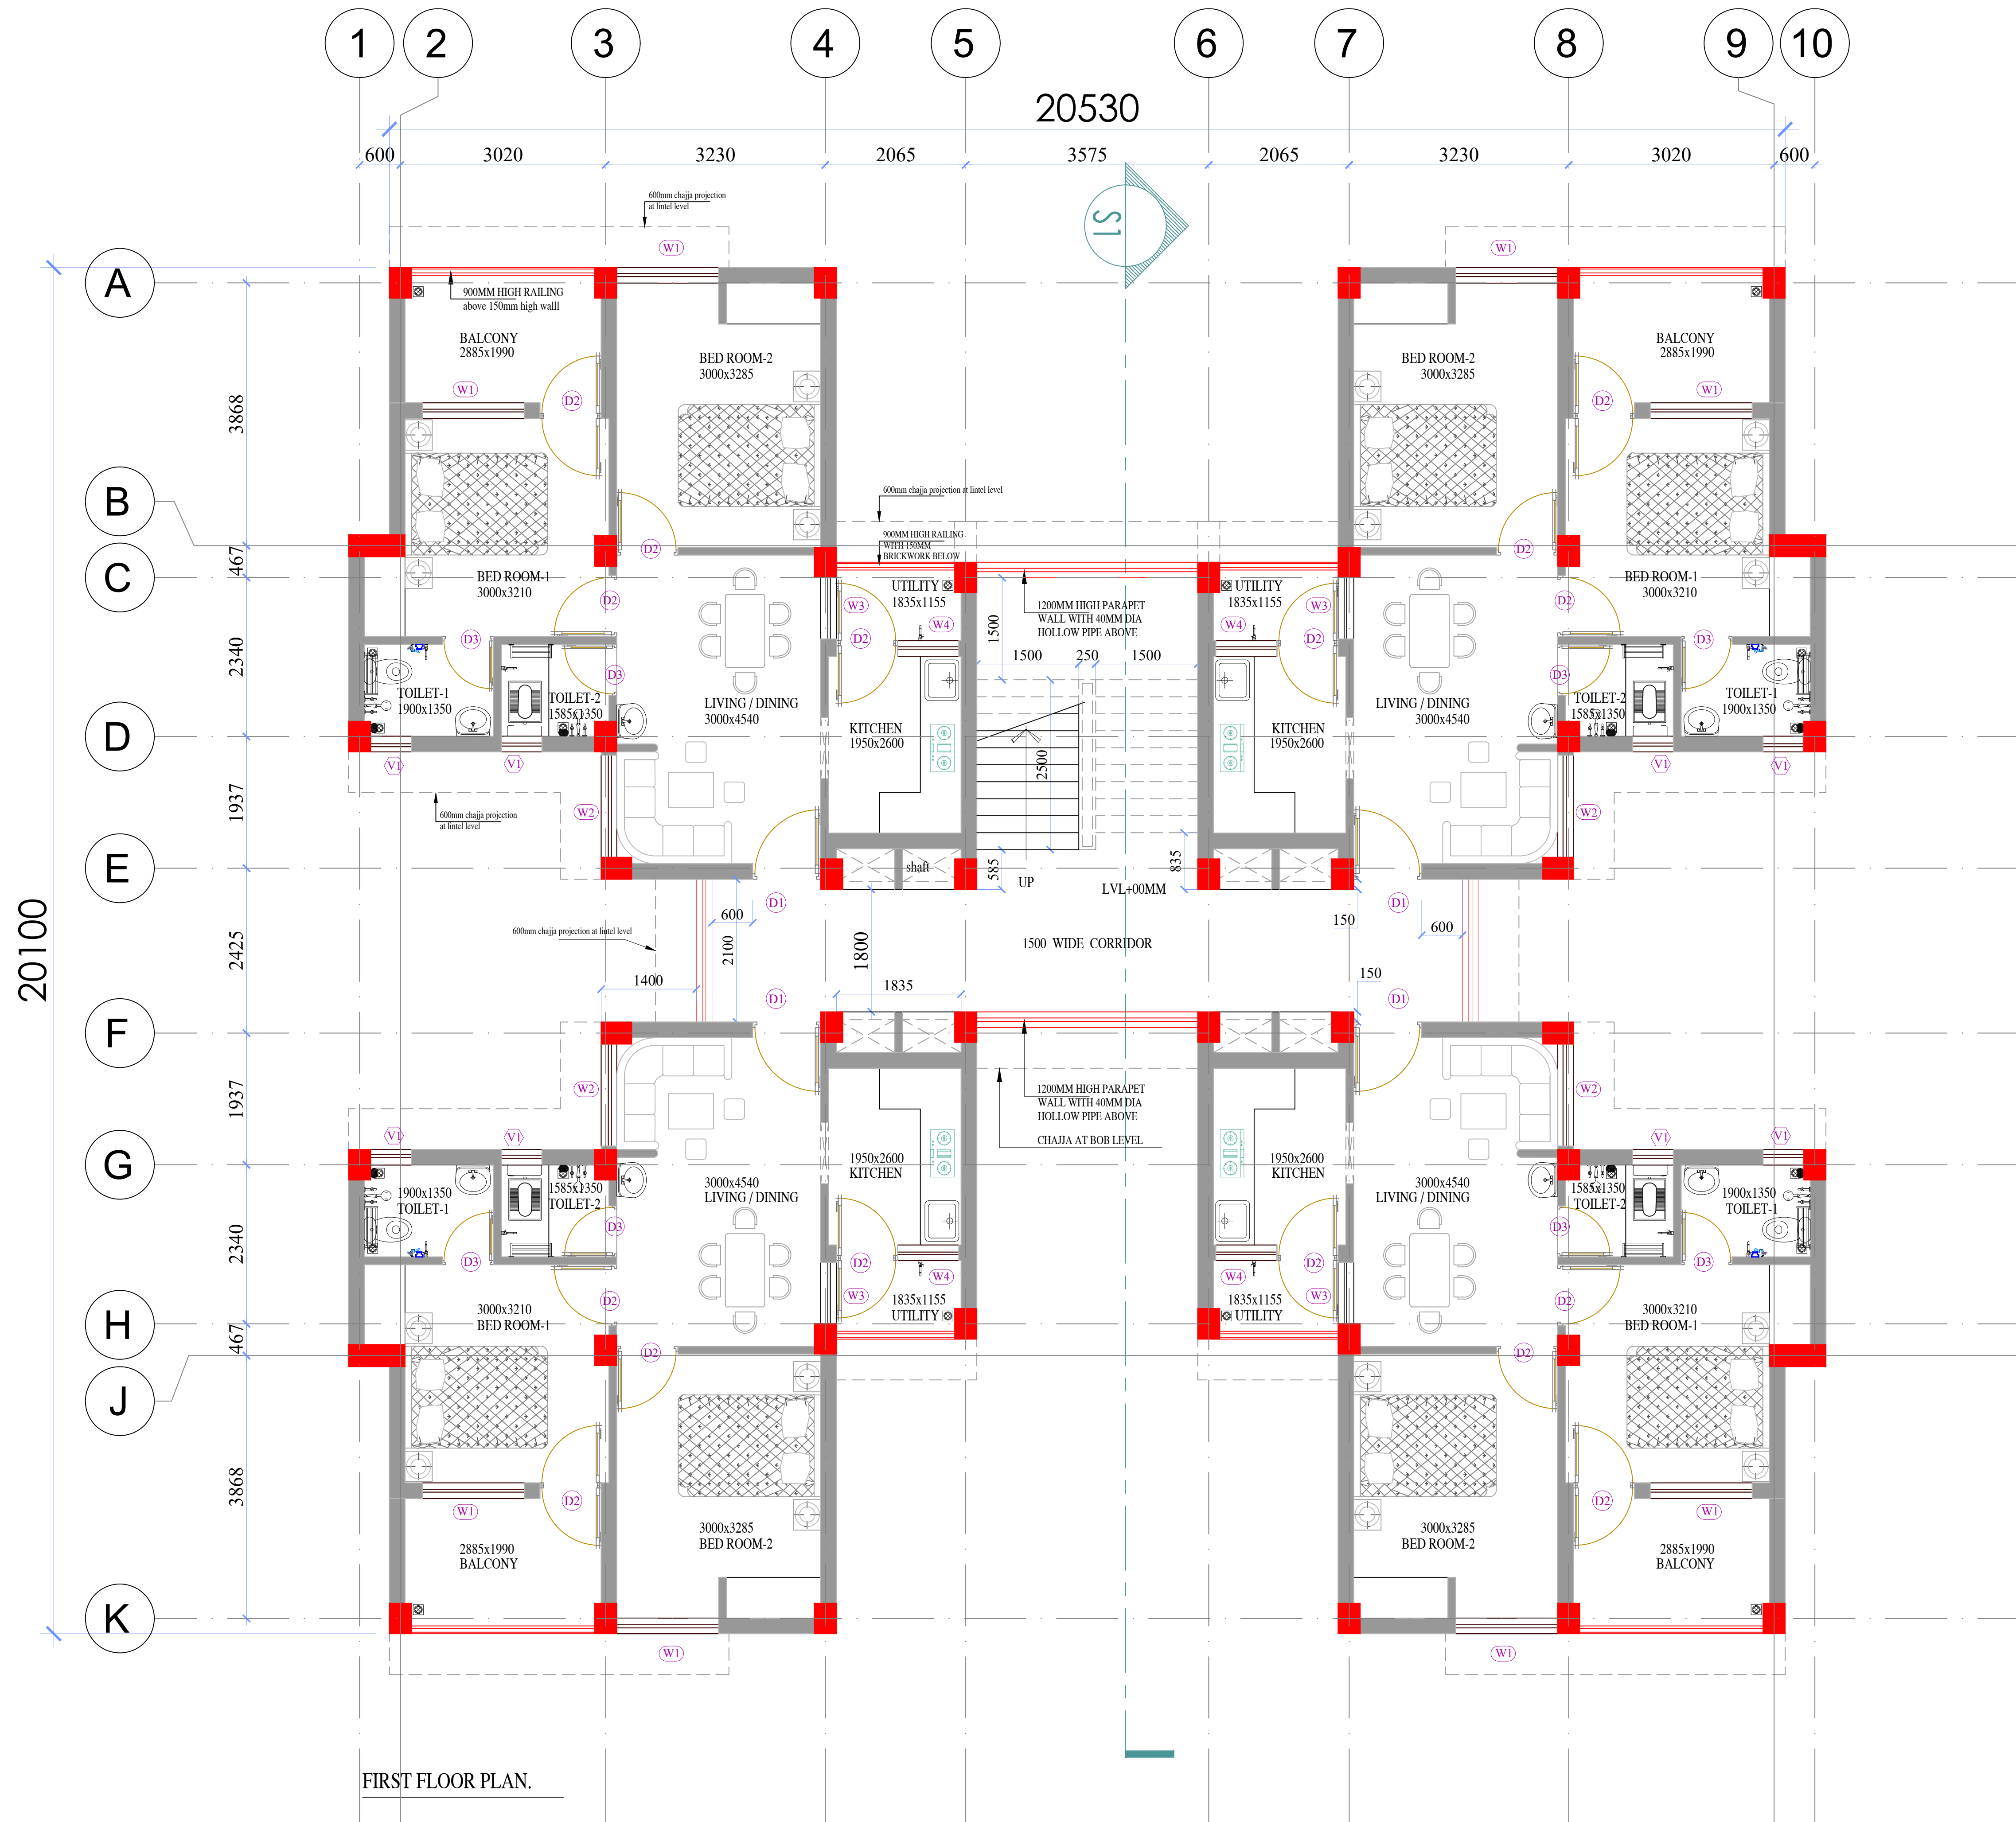 1 2 3 4 5 6 7 8 9 10
20530
600 3020 3230 2065 3575 2065 3230 3020 600
600mm chajja projection
at lintel level
S1
W1 W1
A
900MM HIGH RAILING
above 150mm high walll
BALCONY
2885x1990
BED ROOM-2
3000x3285
BED ROOM-2
3000x3285
BALCONY
2885x1990
W1 D2 D2 W1
3868
B
600mm chajja projection at lintel level
900MM HIGH RAILING
WITH 150MM
BRICKWORK BELOW
D2 D2
467
C
BED ROOM-1
3000x3210
D2
UTILITY
1835x1155
W3
W4
D2
1200MM HIGH PARAPET
WALL WITH 40MM DIA
HOLLOW PIPE ABOVE
1500
UTILITY
1835x1155
W3
W4
D2
D2
BED ROOM-1
3000x3210
2340
D3 D3
1500 250 1500
D3 D3
TOILET-1
1900x1350
TOILET-2
1585x1350
LIVING / DINING
3000x4540
LIVING / DINING
3000x4540
TOILET-2
1585x1350
TOILET-1
1900x1350
D
KITCHEN
1950x2600
KITCHEN
1950x2600
V1 V1 V1 V1
2500
1937
600mm chajja projection
at lintel level
W2 W2
E
shaft
585
835
UP
LVL+00MM
D1 D1
600
2100
150
600
600mm chajja projection at lintel level
20100
2425
1800
1500 WIDE CORRIDOR
1400
1835
150
D1 D1
F
W2 W2
1937
1200MM HIGH PARAPET
WALL WITH 40MM DIA
HOLLOW PIPE ABOVE
CHAJJA AT BOB LEVEL
V1 V1 V1 V1
G
1950x2600
KITCHEN
1950x2600
KITCHEN
1900x1350
TOILET-1
1585x1350
TOILET-2
3000x4540
LIVING / DINING
3000x4540
LIVING / DINING
1585x1350
TOILET-2
1900x1350
TOILET-1
2340
D3 D3 D3 D3
D2 W4 W4 D2
W3 W3
D2 D2
1835x1155
UTILITY
1835x1155
UTILITY
3000x3210
BED ROOM-1
3000x3210
BED ROOM-1
H
467
D2 D2
J
3868
D2 D2
W1 W1
3000x3285
BED ROOM-2
3000x3285
BED ROOM-2
2885x1990
BALCONY
2885x1990
BALCONY
K
W1 W1
FIRST FLOOR PLAN.